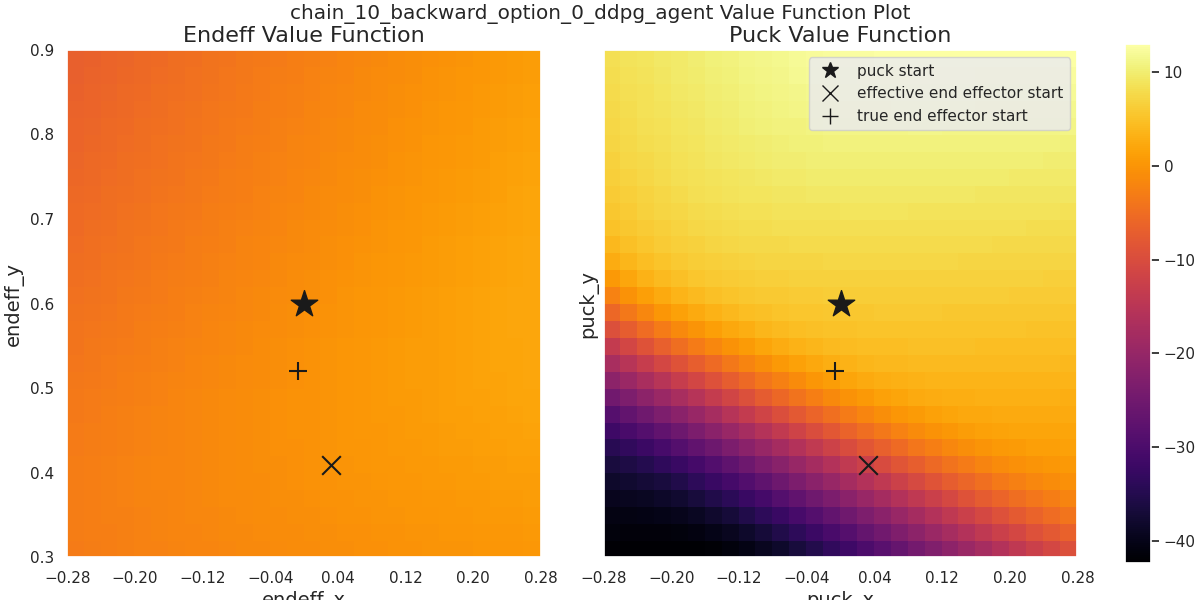 chain_10_backward_option_0_ddpg_agent Value Function Plot
Endeff Value Function
Puck Value Function
puck start
effective end effector start
true end effector start
endeff_y
0.9
0.8
0.7
0.6
0.5
0.4
0.3
−0.28 −0.20 −0.12 −0.04 0.04 0.12 0.20 0.28
endeff_x
puck_y
−0.28 −0.20 −0.12 −0.04 0.04 0.12 0.20 0.28
puck_x
10
0
−10
−20
−30
−40